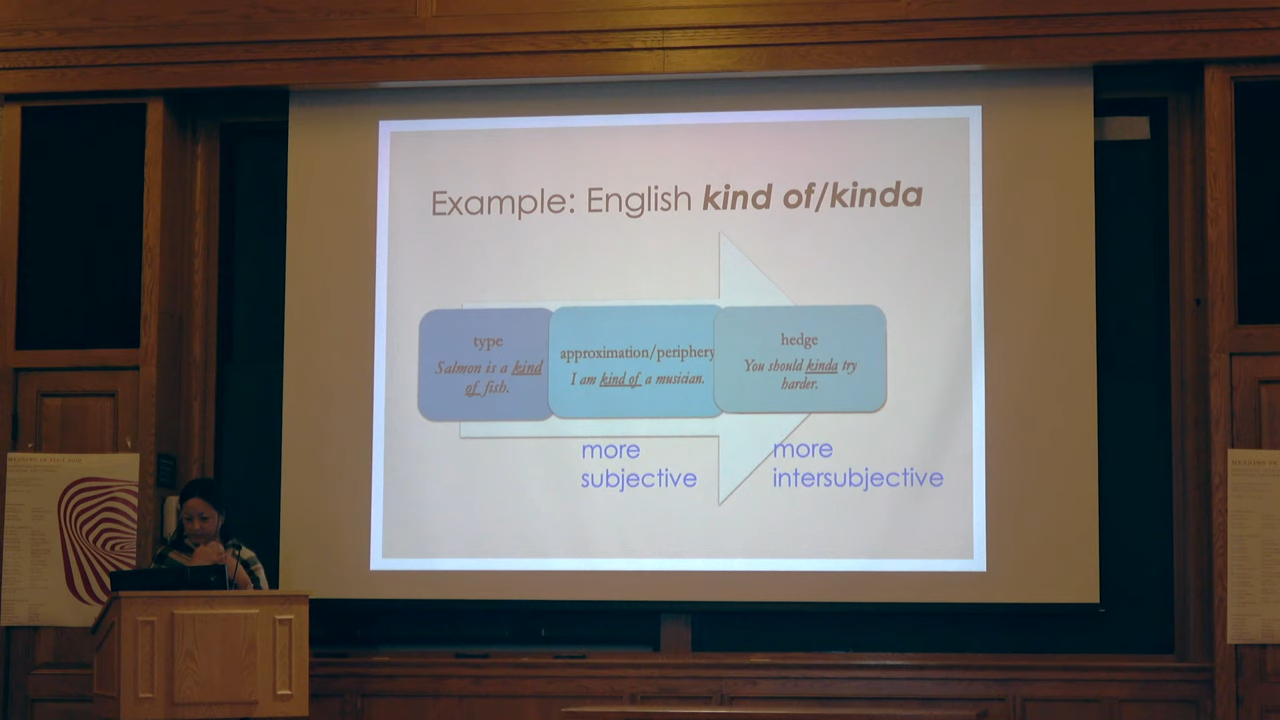 Example: English kind of/kinda
type
Salmon is a kind
of fish.
approximation/periphery
I am kind of a musician.
hedge
You should kinda try
harder.
more
subjective
more
intersubjective